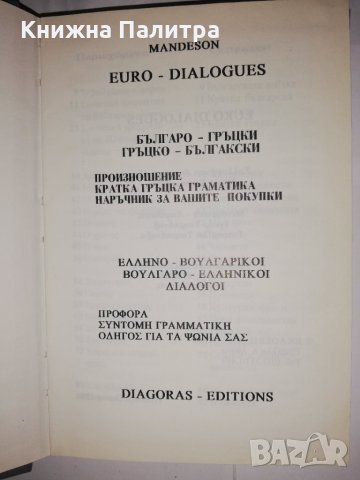 Книжна Палитра
MANDESON
EURO - DIALOGUES
БЪЛГАРО - ГРЪЦКИ
ГРЪЦКО - БЪЛГАКСКИ
ПРОИЗНОШЕНИЕ
КРАТКА ГРЪЦКА ГРАМАТИКА
НАРЪЧНИК ЗА ВАШИТЕ ПОКУПКИ
ΕΛΛΗΝΟ - ΒΟΥΛΓΑΡΙΚΟΙ
ΒΟΥΛΓΑΡΟ - ΕΛΛΗΝΙΚΟΙ
ΔΙΑΛΟΓΟΙ
ΠΡΟΦΟΡΑ
ΣΥΝΤΟΜΗ ΓΡΑΜΜΑΤΙΚΗ
ΟΔΗΓΟΣ ΓΙΑ ΤΑ ΨΩΝΙΑ ΣΑΣ
DIAGORAS - EDITIONS
bazar